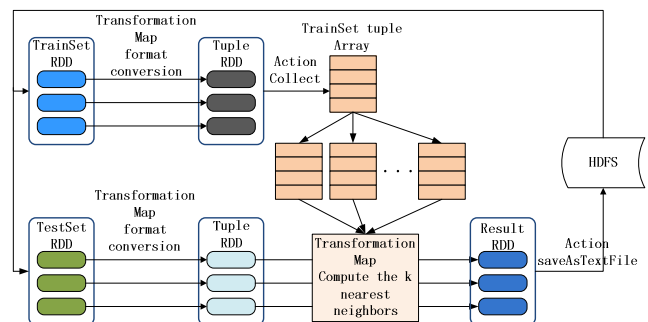 Transformation
Map
format
conversion
TrainSet
RDD
Tuple
RDD
Action
Collect
TrainSet tuple
Array
...
HDFS
Transformation
Map
format
conversion
TestSet
RDD
Tuple
RDD
Transformation
Map
Compute the k
nearest
neighbors
Result
RDD
Action
saveAsTextFile